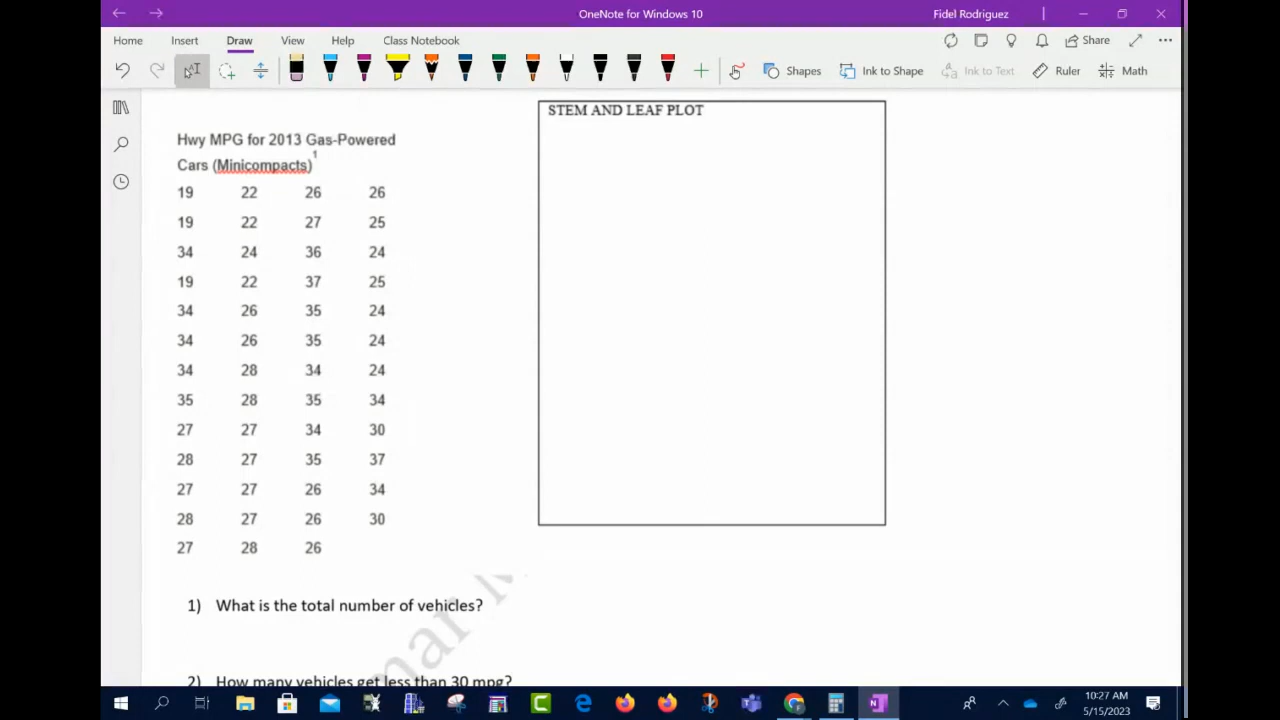 OneNote for Windows 10
Fidel Rodriguez
Home Insert Draw View Help Class Notebook
Share
Shapes Ink to Shape Ink to Text Ruler Math
STEM AND LEAF PLOT
Hwy MPG for 2013 Gas-Powered
Cars (Minicompacts)1
19 22 26 26
19 22 27 25
34 24 36 24
19 22 37 25
34 26 35 24
34 26 35 24
34 28 34 24
35 28 35 34
27 27 34 30
28 27 35 37
27 27 26 34
28 27 26 30
27 28 26
1) What is the total number of vehicles?
2) How many vehicles get less than 30 mpg?
10:27 AM
5/15/2023